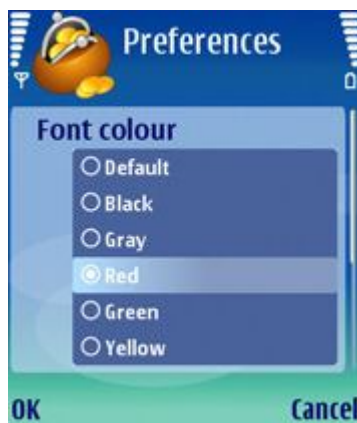 Preferences
Font colour
Default
Black
Gray
Red
Green
Yellow
OK Cancel